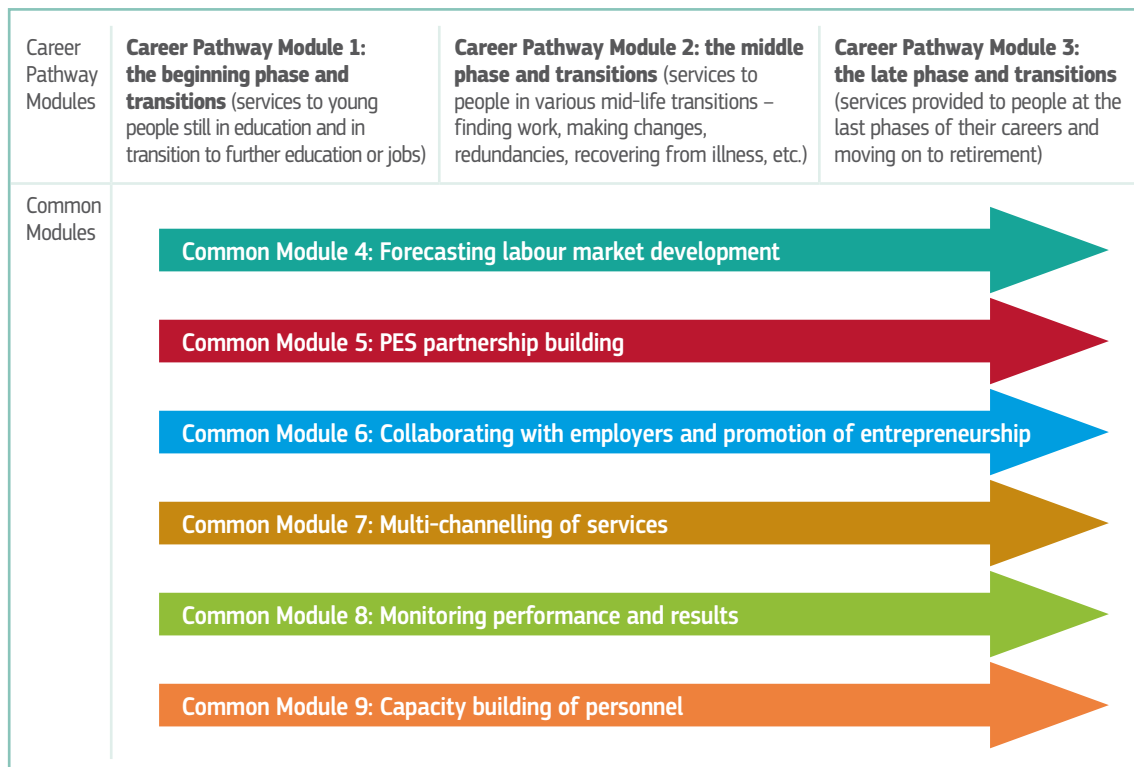 Career
Pathway
Modules
Career Pathway Module 1:
the beginning phase and
transitions (services to young
people still in education and in
transition to further education or jobs)
Career Pathway Module 2: the middle
phase and transitions (services to
people in various mid-life transitions –
finding work, making changes,
redundancies, recovering from illness, etc.)
Career Pathway Module 3:
the late phase and transitions
(services provided to people at the
last phases of their careers and
moving on to retirement)
Common
Modules
Common Module 4: Forecasting labour market development
Common Module 5: PES partnership building
Common Module 6: Collaborating with employers and promotion of entrepreneurship
Common Module 7: Multi-channelling of services
Common Module 8: Monitoring performance and results
Common Module 9: Capacity building of personnel